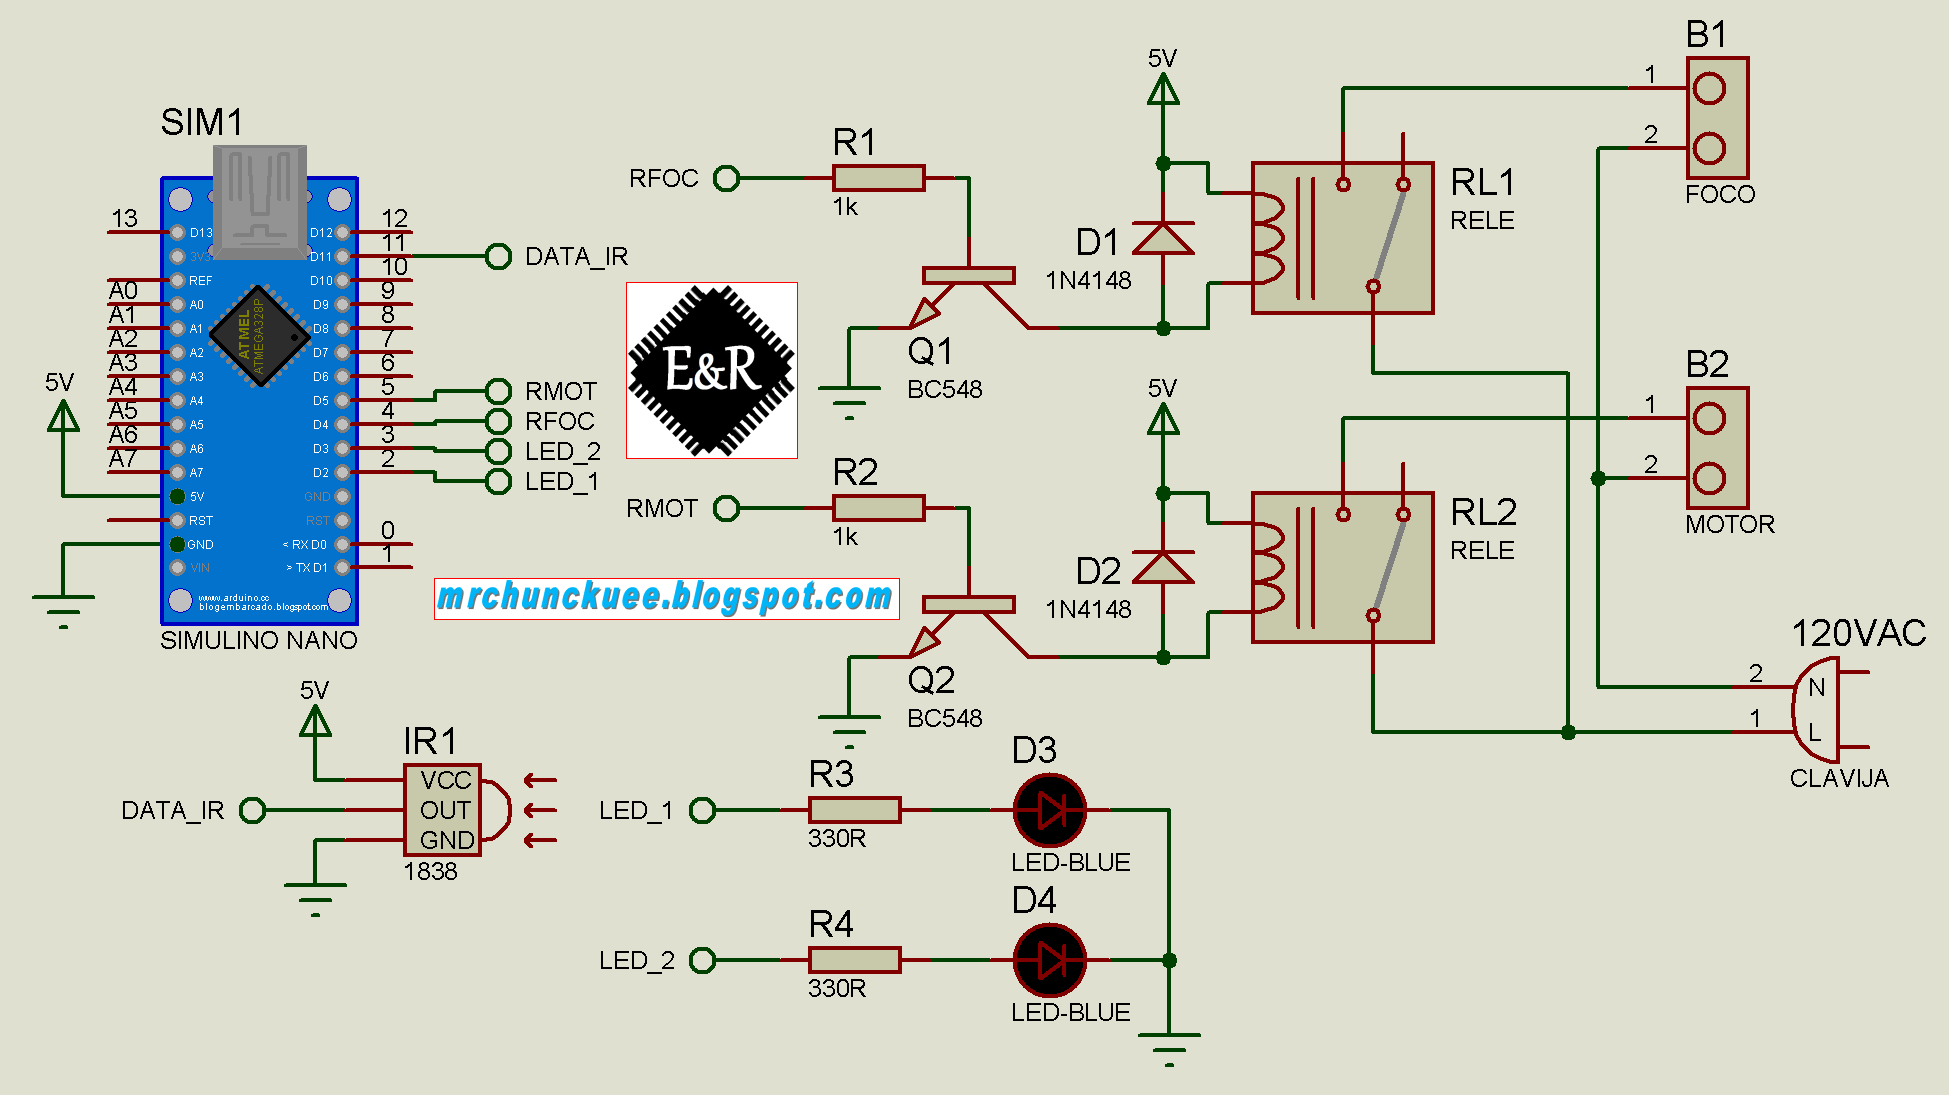 SIM1
13
D13
3V3
REF
A0
A0
A1
A1
A2
A2
A3
A3
A4
A4
A5
A5
A6
A6
A7
A7
5V
5V
RST
GND
VIN
ATMEL
ATMEGA328P
D12
12
D11
11
DATA_IR
D10
10
D9
9
D8
8
D7
7
D6
6
D5
5
RMOT
D4
4
RFOC
D3
3
LED_2
D2
2
LED_1
GND
RST
< RX D0
0
> TX D1
1
www.arduino.cc
blogembarcado.blogspot.com
SIMULINO NANO
E&R
mrchunckuee.blogspot.com
RFOC
R1
1k
Q1
BC548
5V
D1
1N4148
RL1
RELE
B1
1
2
FOCO
RMOT
R2
1k
Q2
BC548
5V
D2
1N4148
RL2
RELE
B2
1
2
MOTOR
120VAC
2
N
1
L
CLAVIJA
5V
IR1
VCC
OUT
GND
1838
DATA_IR
LED_1
R3
330R
D3
LED-BLUE
LED_2
R4
330R
D4
LED-BLUE